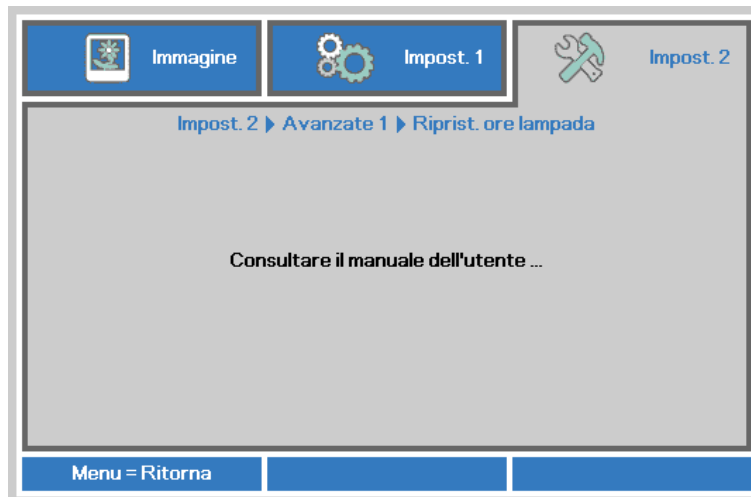 Immagine
Impost. 1
Impost. 2
Impost. 2 ▶ Avanzate 1 ▶ Riprist. ore lampada
Consultare il manuale dell'utente ...
Menu = Ritorna